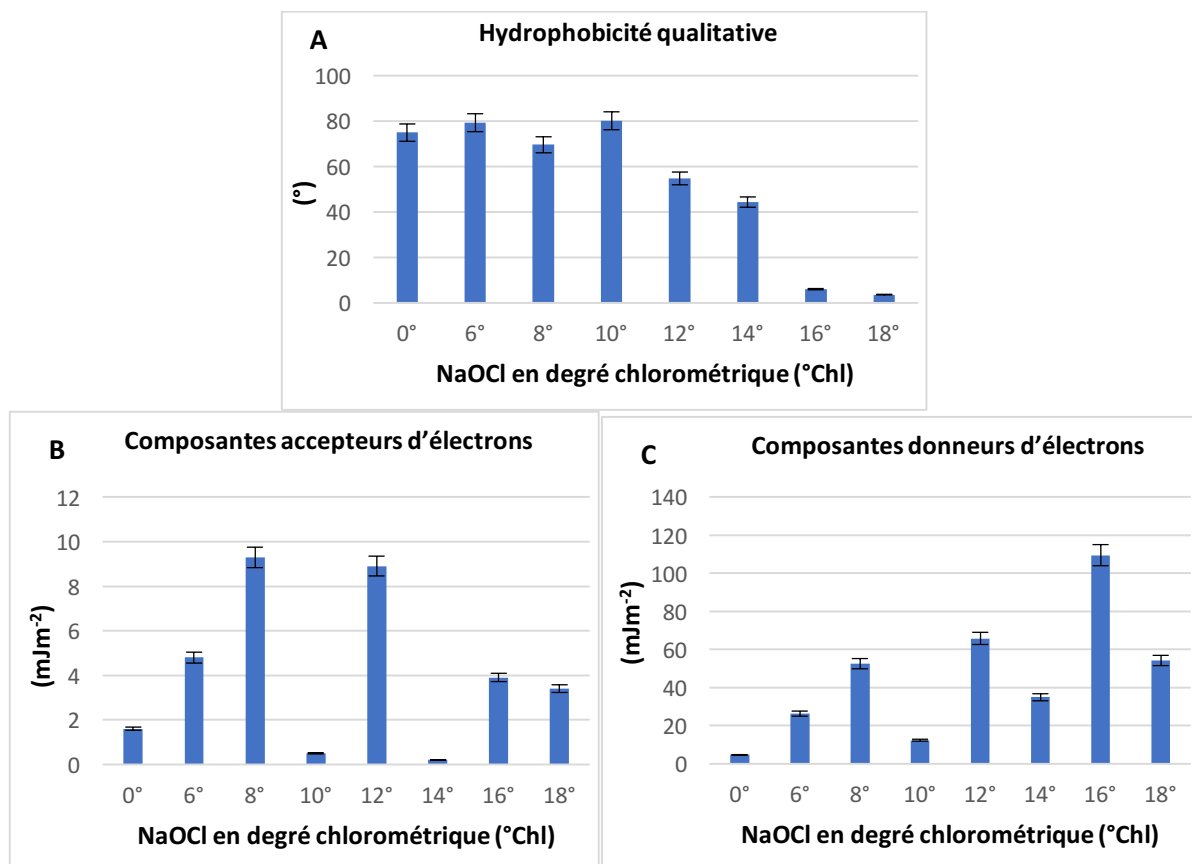 A
Hydrophobicité qualitative
(°)
100
80
60
40
20
0
0° 6° 8° 10° 12° 14° 16° 18°
NaOCl en degré chlorométrique (°Chl)
B
Composantes accepteurs d’électrons
(mJm-2)
12
10
8
6
4
2
0
0° 6° 8° 10° 12° 14° 16° 18°
NaOCl en degré chlorométrique (°Chl)
C
Composantes donneurs d’électrons
(mJm-2)
140
120
100
80
60
40
20
0
0° 6° 8° 10° 12° 14° 16° 18°
NaOCl en degré chlorométrique (°Chl)